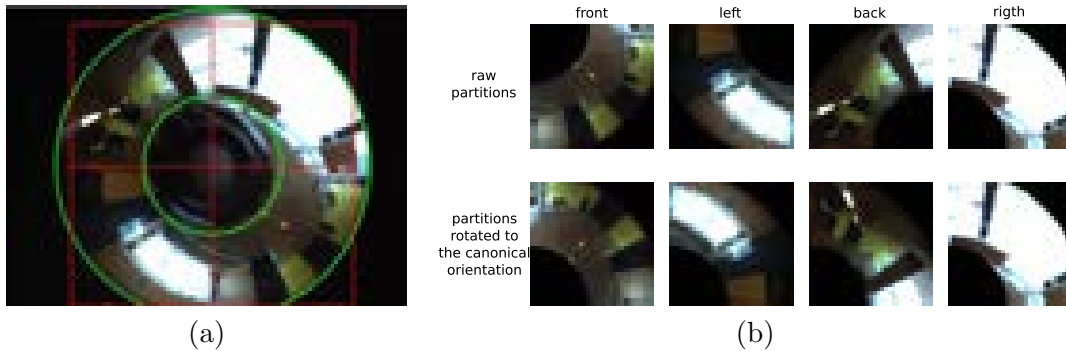 front left back rigth
raw
partitions
partitions
rotated to
the canonical
orientation
(a) (b)